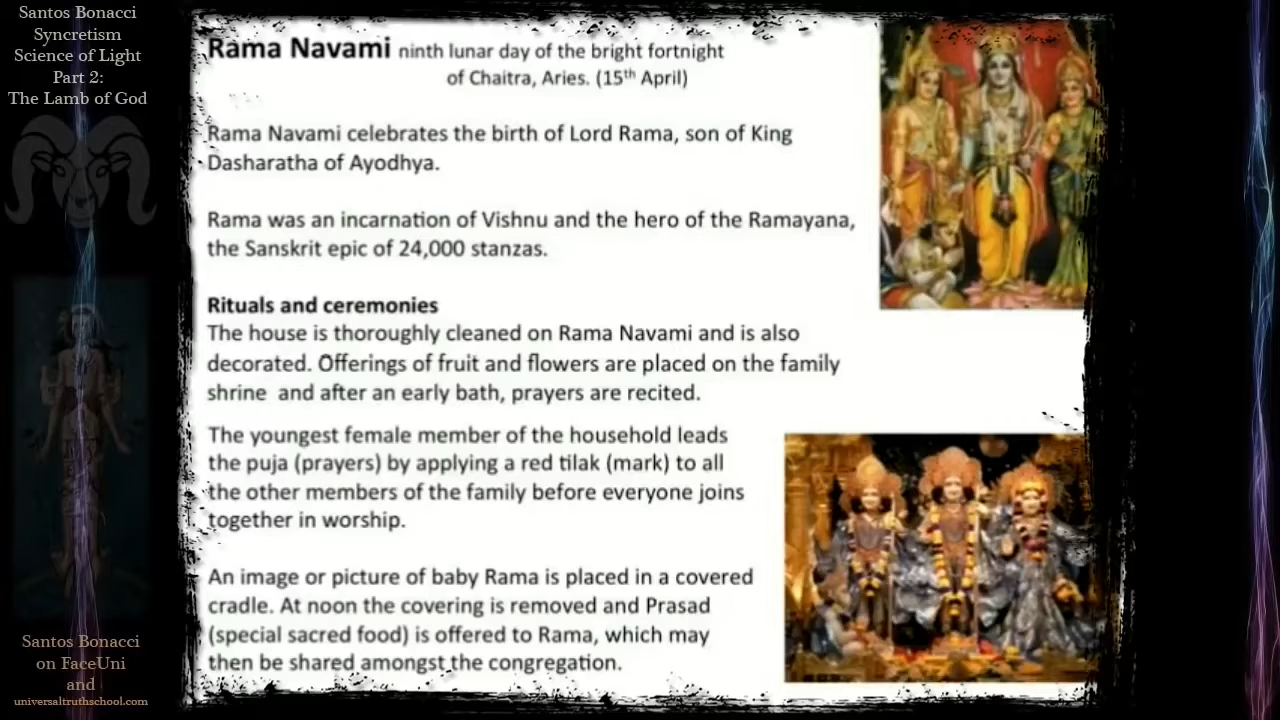 Santos Bonacci
Syncretism
Science of Light
Part 2:
The Lamb of God
Rama Navami ninth lunar day of the bright fortnight
of Chaitra, Aries. (15th April)
Rama Navami celebrates the birth of Lord Rama, son of King
Dasharatha of Ayodhya.
Rama was an incarnation of Vishnu and the hero of the Ramayana,
the Sanskrit epic of 24,000 stanzas.
Rituals and ceremonies
The house is thoroughly cleaned on Rama Navami and is also
decorated. Offerings of fruit and flowers are placed on the family
shrine and after an early bath, prayers are recited.
The youngest female member of the household leads
the puja (prayers) by applying a red tilak (mark) to all
the other members of the family before everyone joins
together in worship.
An image or picture of baby Rama is placed in a covered
cradle. At noon the covering is removed and Prasad
(special sacred food) is offered to Rama, which may
then be shared amongst the congregation.
Santos Bonacci
on FaceUni
and
universaltruthschool.com